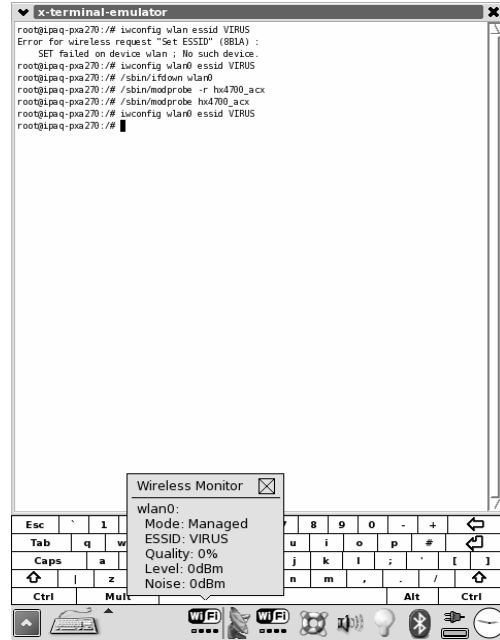 x-terminal-emulator
root@ipaq-pxa270:/# iwconfig wlan essid VIRUS
Error for wireless request "Set ESSID" (8B1A) :
SET failed on device wlan ; No such device.
root@ipaq-pxa270:/# iwconfig wlan0 essid VIRUS
root@ipaq-pxa270:/# /sbin/ifdown wlan0
root@ipaq-pxa270:/# /sbin/modprobe -r hx4700_acx
root@ipaq-pxa270:/# /sbin/modprobe hx4700_acx
root@ipaq-pxa270:/# iwconfig wlan0 essid VIRUS
root@ipaq-pxa270:/#
Wireless Monitor
wlan0:
Mode: Managed
ESSID: VIRUS
Quality: 0%
Level: 0dBm
Noise: 0dBm
Esc ` 1 8 9 0 - +
Tab q w u i o p #
Caps a j k l ; ' [ ]
| z n m , . /
Ctrl Mult Alt Ctrl
WiFi WiFi